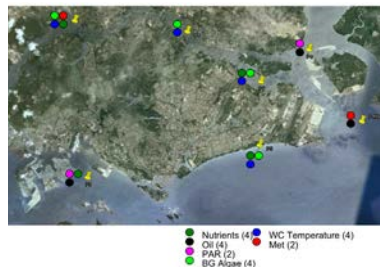 Nutrients (4)
WC Temperature (4)
Oil (4)
Met (2)
PAR (2)
BG Algae (4)